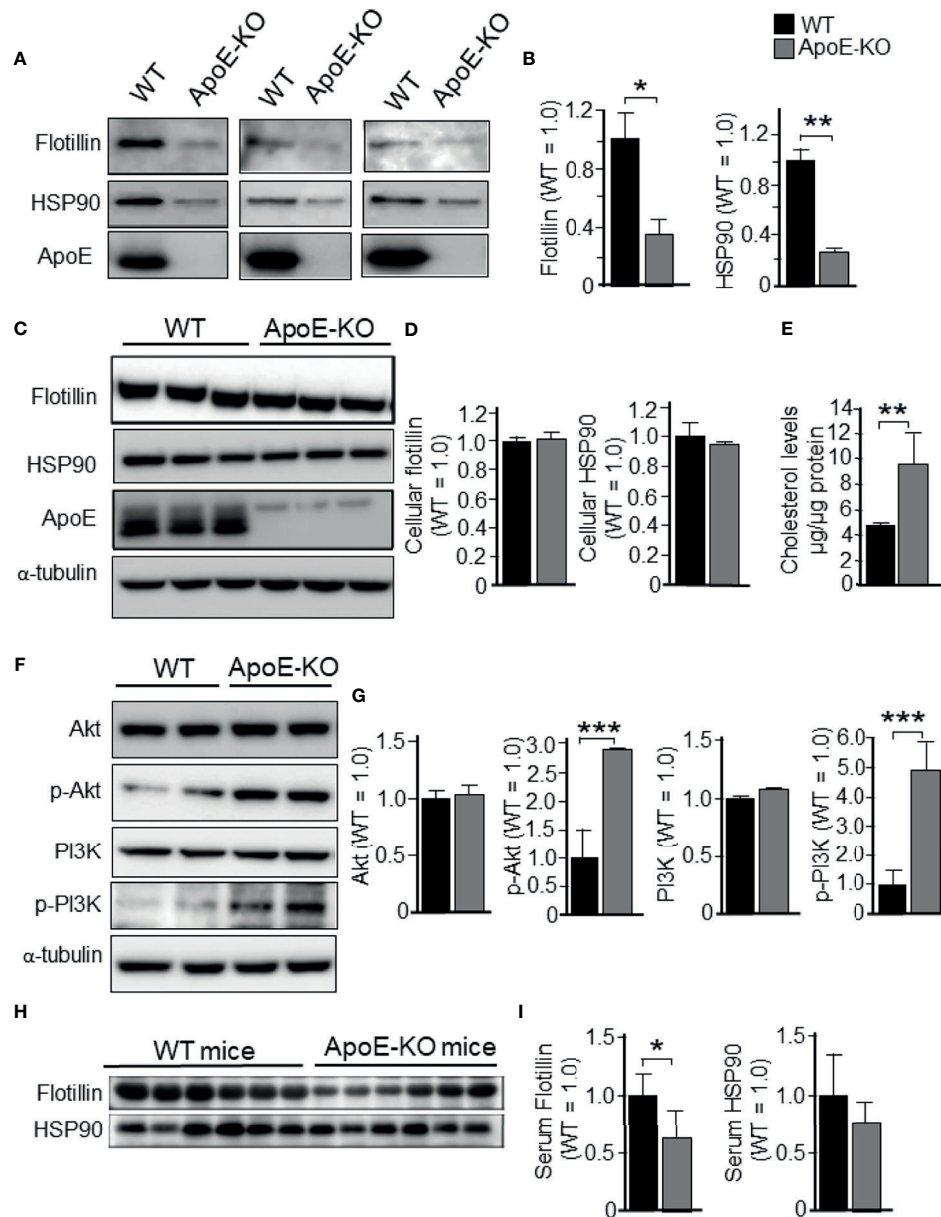 WT
ApoE-KO
A
WT
ApoE-KO
WT
ApoE-KO
WT
ApoE-KO
Flotillin
HSP90
ApoE
B
Flotillin (WT = 1.0)
1.2
0.8
0.4
0
*
HSP90 (WT = 1.0)
1.2
0.8
0.4
0
**
C
WT
ApoE-KO
Flotillin
HSP90
ApoE
α-tubulin
D
Cellular flotillin
(WT = 1.0)
1.2
1.0
0.8
0.6
0.4
0.2
0
Cellular HSP90
(WT = 1.0)
1.2
1.0
0.8
0.6
0.4
0.2
0
E
Cholesterol levels
µg/µg protein
14
12
10
8
6
4
2
0
**
F
WT
ApoE-KO
Akt
p-Akt
PI3K
p-PI3K
α-tubulin
G
Akt (WT = 1.0)
1.5
1.0
0.5
0
p-Akt (WT = 1.0)
3.0
2.0
1.0
0
***
PI3K (WT = 1.0)
1.5
1.0
0.5
0
p-PI3K (WT = 1.0)
6.0
5.0
4.0
3.0
2.0
1.0
0
***
H
WT mice
ApoE-KO mice
Flotillin
HSP90
I
Serum Flotillin
(WT = 1.0)
1.5
1.0
0.5
0
*
Serum HSP90
(WT = 1.0)
1.5
1.0
0.5
0